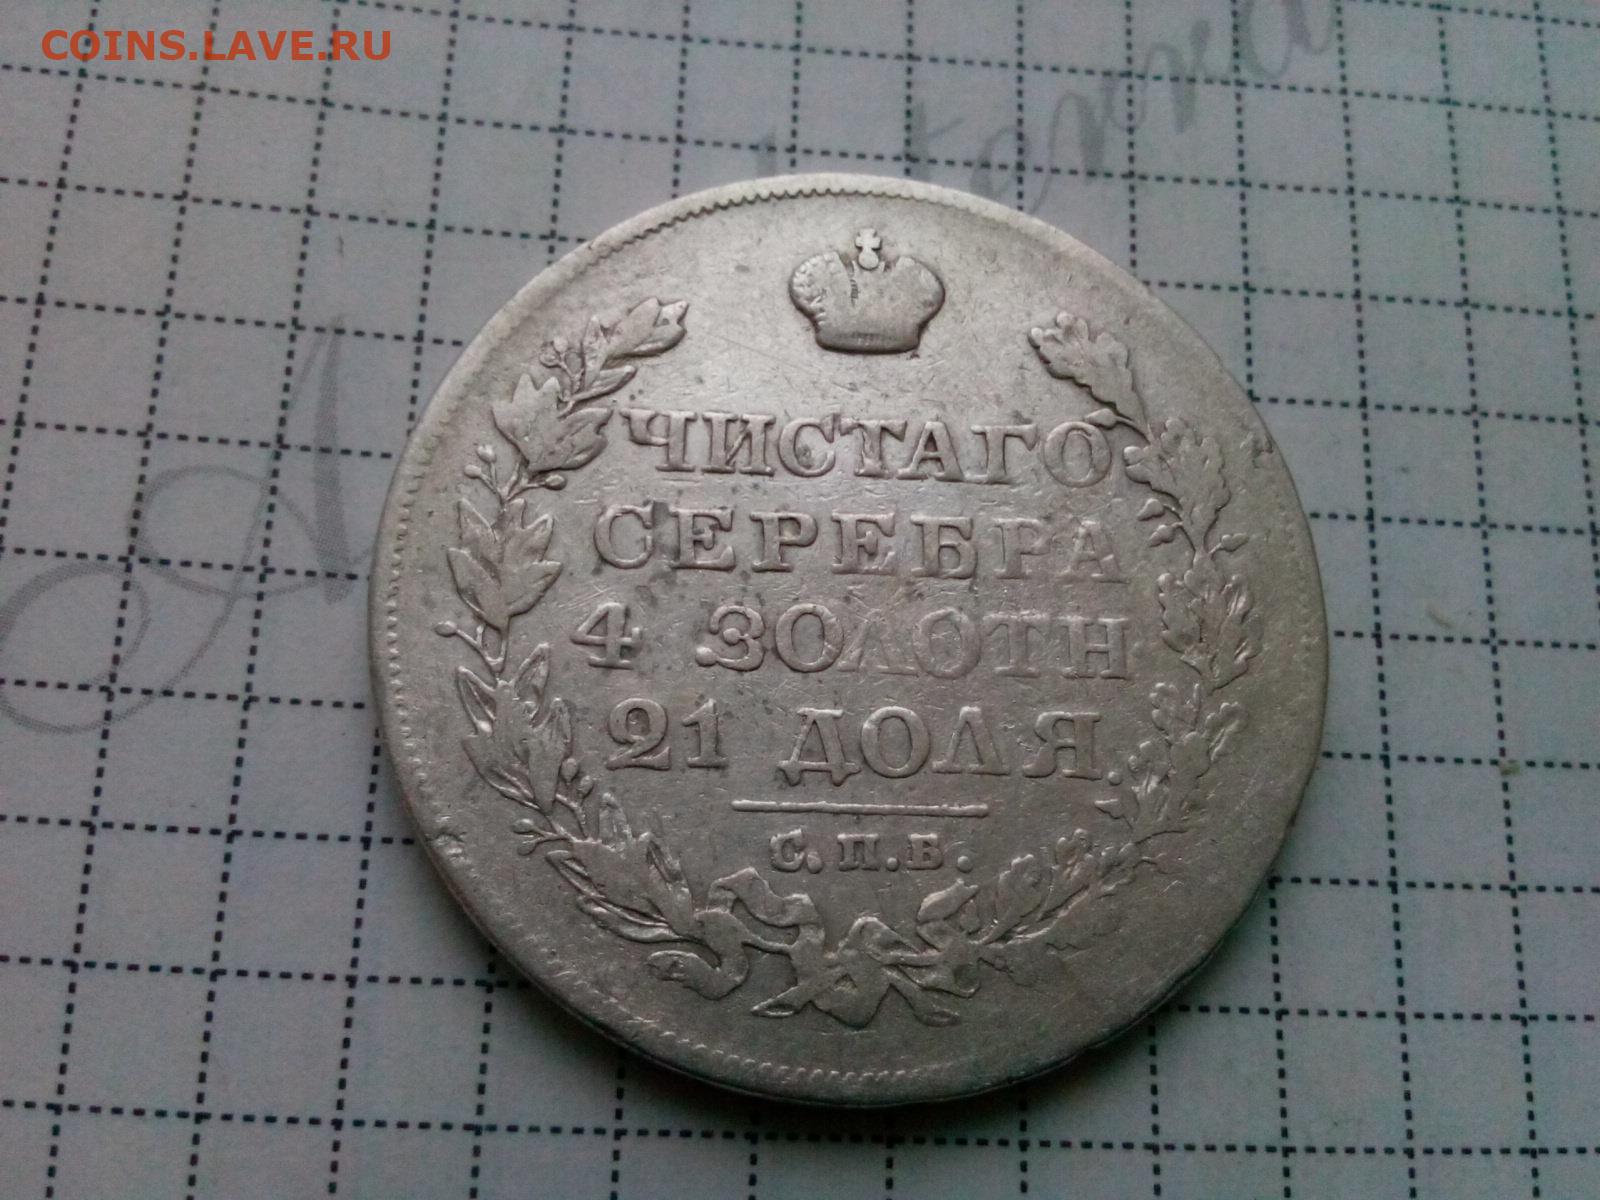 COINS.LAVE.RU
ЧИСТАГО
СЕРЕБРА
4 ЗОЛОТН
21 ДОЛЯ.
С. П. Б.